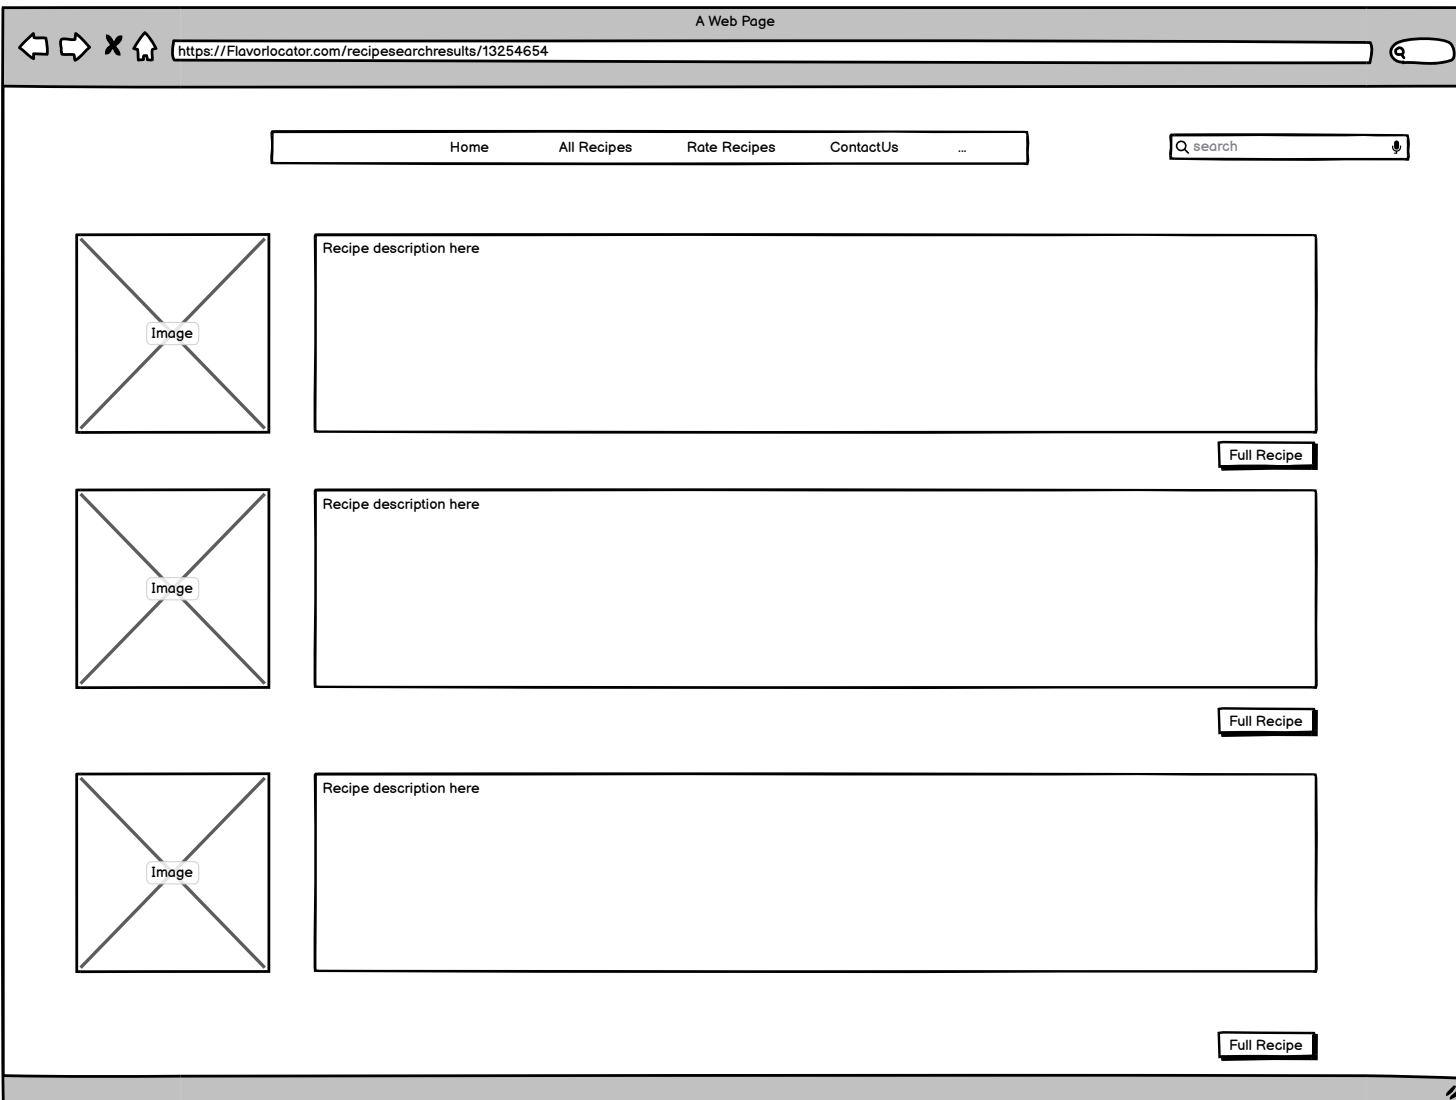 A Web Page
https://Flavorlocator.com/recipesearchresults/13254654
Home All Recipes Rate Recipes ContactUs ...
search
Recipe description here
Image
Full Recipe
Recipe description here
Image
Full Recipe
Recipe description here
Image
Full Recipe